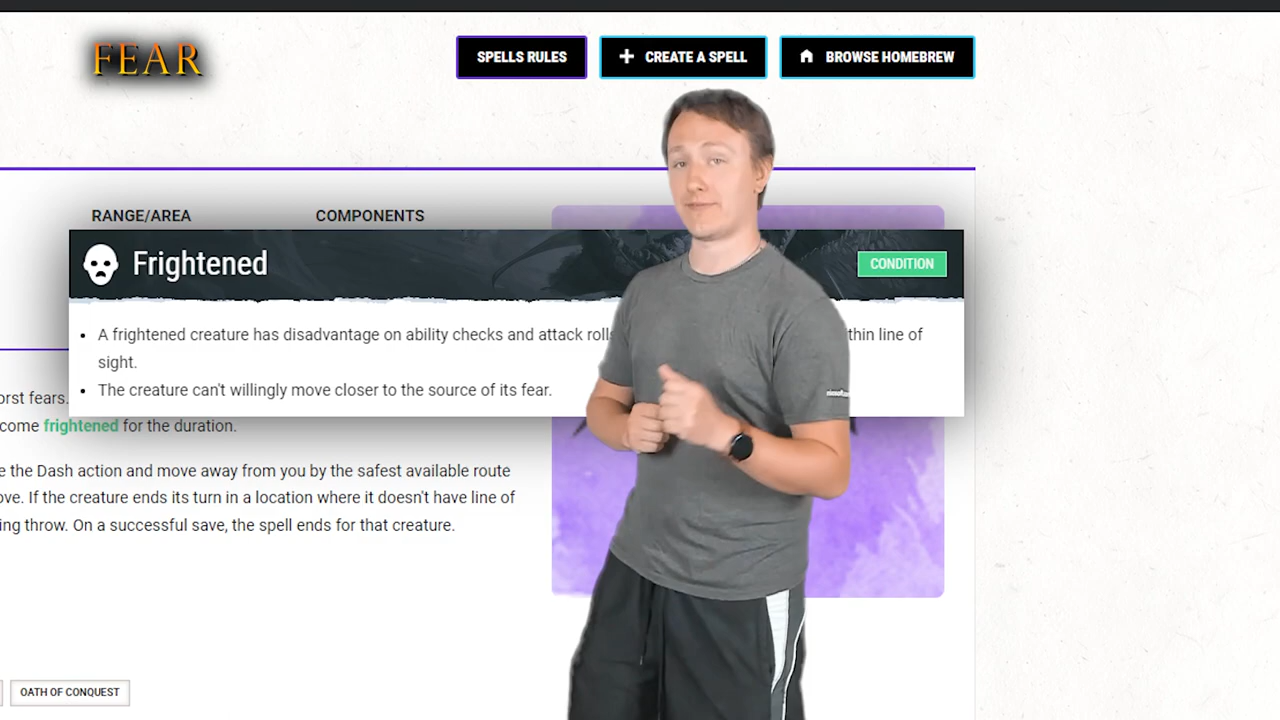 FEAR
SPELLS RULES
CREATE A SPELL
BROWSE HOMEBREW
RANGE/AREA
COMPONENTS
Frightened
CONDITION
A frightened creature has disadvantage on ability checks and attack rolls thin line of
sight.
The creature can't willingly move closer to the source of its fear.
orst fears.
come frightened for the duration.
e the Dash action and move away from you by the safest available route
ove. If the creature ends its turn in a location where it doesn't have line of
ing throw. On a successful save, the spell ends for that creature.
OATH OF CONQUEST